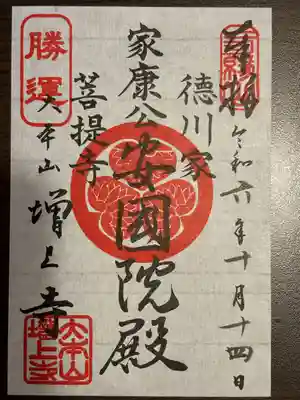 奉拝 令和六年十月十四日
徳川家
家康公安國院殿
菩提寺
勝運
大本山 増上寺
大本山
増上寺